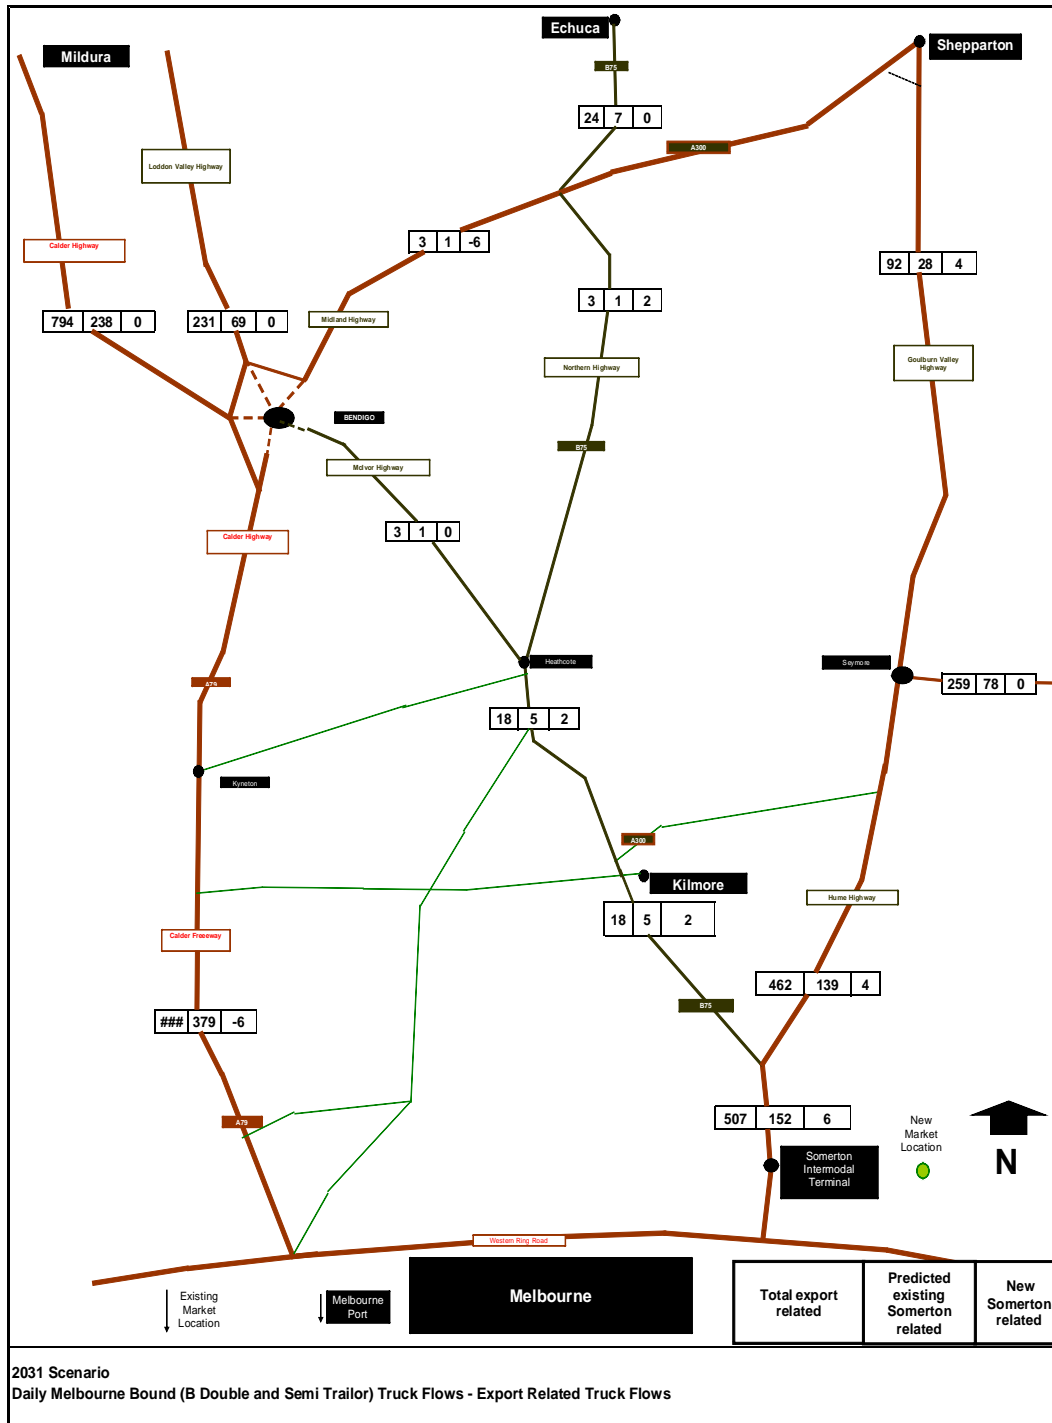 Echuca
Mildura
Shepparton
B75
24 7 0
A300
Loddon Valley Highway
Calder Highway
3 1 -6
92 28 4
3 1 2
794 238 0
231 69 0
Midland Highway
Goulburn Valley
Highway
Northern Highway
BENDIGO
B75
McIvor Highway
3 1 0
Calder Highway
Heathcote
Seymore
A79
259 78 0
18 5 2
Kyneton
A300
Kilmore
Hume Highway
18 5 2
Calder Freeway
462 139 4
B75
### 379 -6
507 152 6
A79
New
Market
Location
N
Somerton
Intermodal
Terminal
Western Ring Road
Existing
Market
Location
Melbourne
Port
Melbourne
Total export
related
Predicted
existing
Somerton
related
New
Somerton
related
2031 Scenario
Daily Melbourne Bound (B Double and Semi Trailor) Truck Flows - Export Related Truck Flows